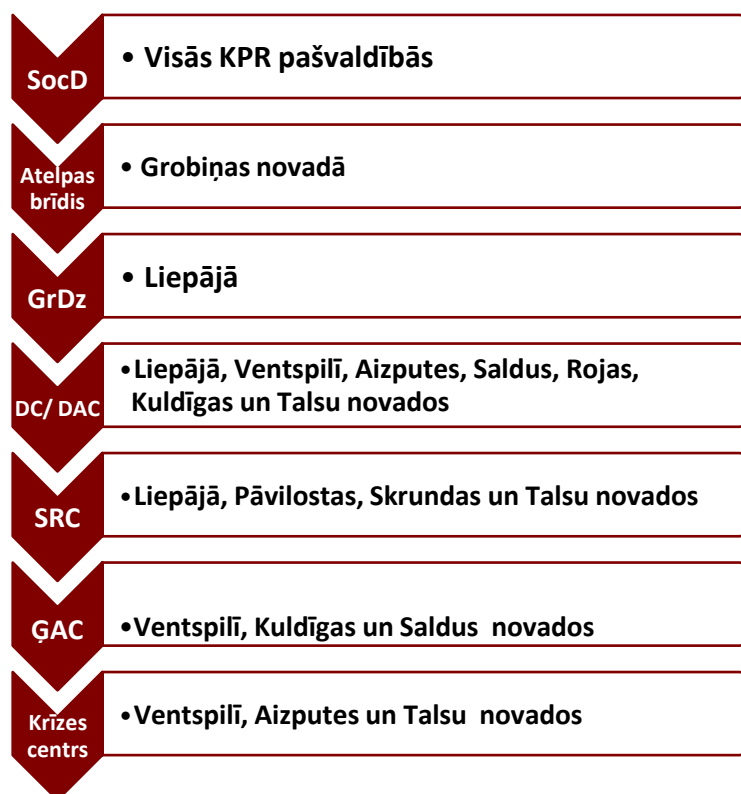 SocD
• Visās KPR pašvaldībās
Atelpas
brīdis
• Grobiņas novadā
GrDz
• Liepājā
DC/ DAC
•Liepājā, Ventspilī, Aizputes, Saldus, Rojas,
Kuldīgas un Talsu novados
SRC
•Liepājā, Pāvilostas, Skrundas un Talsu novados
ĢAC
•Ventspilī, Kuldīgas un Saldus novados
Krīzes
centrs
•Ventspilī, Aizputes un Talsu novados